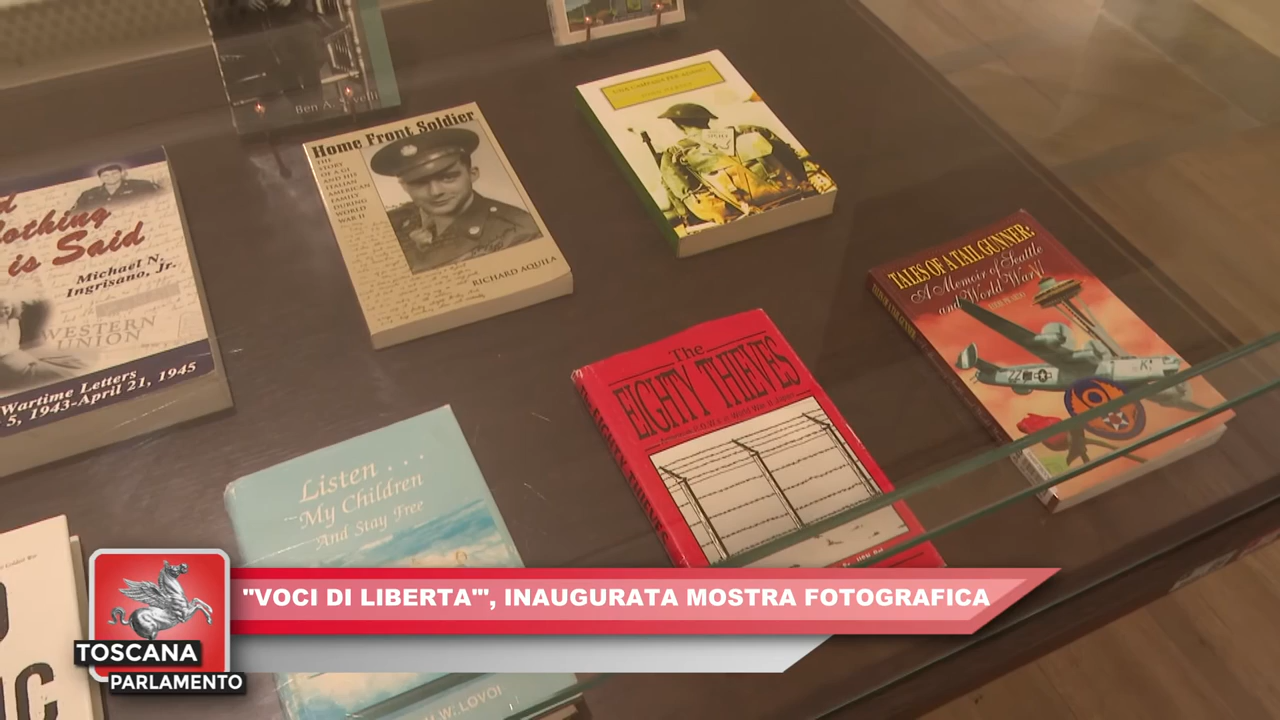 Ben A.
Home Front Soldier
THE
STORY
OF A GI
AND HIS
ITALIAN
AMERICAN
FAMILY
DURING
WORLD
WAR II
RICHARD AQUILA
othing
is Said
Michael N.
Ingrisano, Jr.
WESTERN
UNION
Wartime Letters
5, 1943-April 21, 1945
TALES OF A TAIL GUNNER:
A Memoir of Seattle
and World War II
The
EIGHTY THIEVES
Listen . . .
My Children
And Stay Free
W. LOVOI
"VOCI DI LIBERTA'", INAUGURATA MOSTRA FOTOGRAFICA
TOSCANA
PARLAMENTO